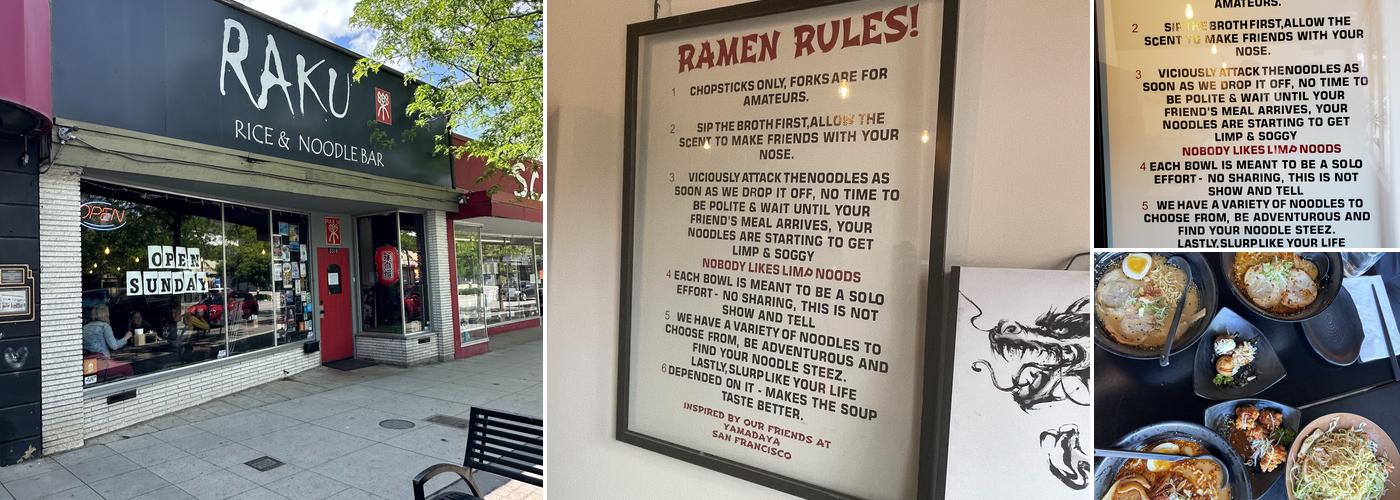 RAKU
RICE & NOODLE BAR
OPEN
OPEN
SUNDAY
SC
RAMEN RULES!
1 CHOPSTICKS ONLY, FORKS ARE FOR
AMATEURS.
2 SIP THE BROTH FIRST,ALLOW THE
SCENT TO MAKE FRIENDS WITH YOUR
NOSE.
3 VICIOUSLY ATTACK THENOODLES AS
SOON AS WE DROP IT OFF, NO TIME TO
BE POLITE & WAIT UNTIL YOUR
FRIEND'S MEAL ARRIVES, YOUR
NOODLES ARE STARTING TO GET
LIMP & SOGGY
NOBODY LIKES LIMP NOODS
4 EACH BOWL IS MEANT TO BE A SOLO
EFFORT - NO SHARING, THIS IS NOT
SHOW AND TELL
5 WE HAVE A VARIETY OF NOODLES TO
CHOOSE FROM, BE ADVENTUROUS AND
FIND YOUR NOODLE STEEZ.
LASTLY,SLURPLIKE YOUR LIFE
6 DEPENDED ON IT - MAKES THE SOUP
TASTE BETTER.
INSPIRED BY OUR FRIENDS AT
YAMADAYA
SAN FRANCISCO
AMATEURS.
2 SIP THE BROTH FIRST,ALLOW THE
SCENT TO MAKE FRIENDS WITH YOUR
NOSE.
3 VICIOUSLY ATTACK THENOODLES AS
SOON AS WE DROP IT OFF, NO TIME TO
BE POLITE & WAIT UNTIL YOUR
FRIEND'S MEAL ARRIVES, YOUR
NOODLES ARE STARTING TO GET
LIMP & SOGGY
NOBODY LIKES LIMP NOODS
4 EACH BOWL IS MEANT TO BE A SOLO
EFFORT - NO SHARING, THIS IS NOT
SHOW AND TELL
5 WE HAVE A VARIETY OF NOODLES TO
CHOOSE FROM, BE ADVENTUROUS AND
FIND YOUR NOODLE STEEZ.
LASTLY,SLURPLIKE YOUR LIFE